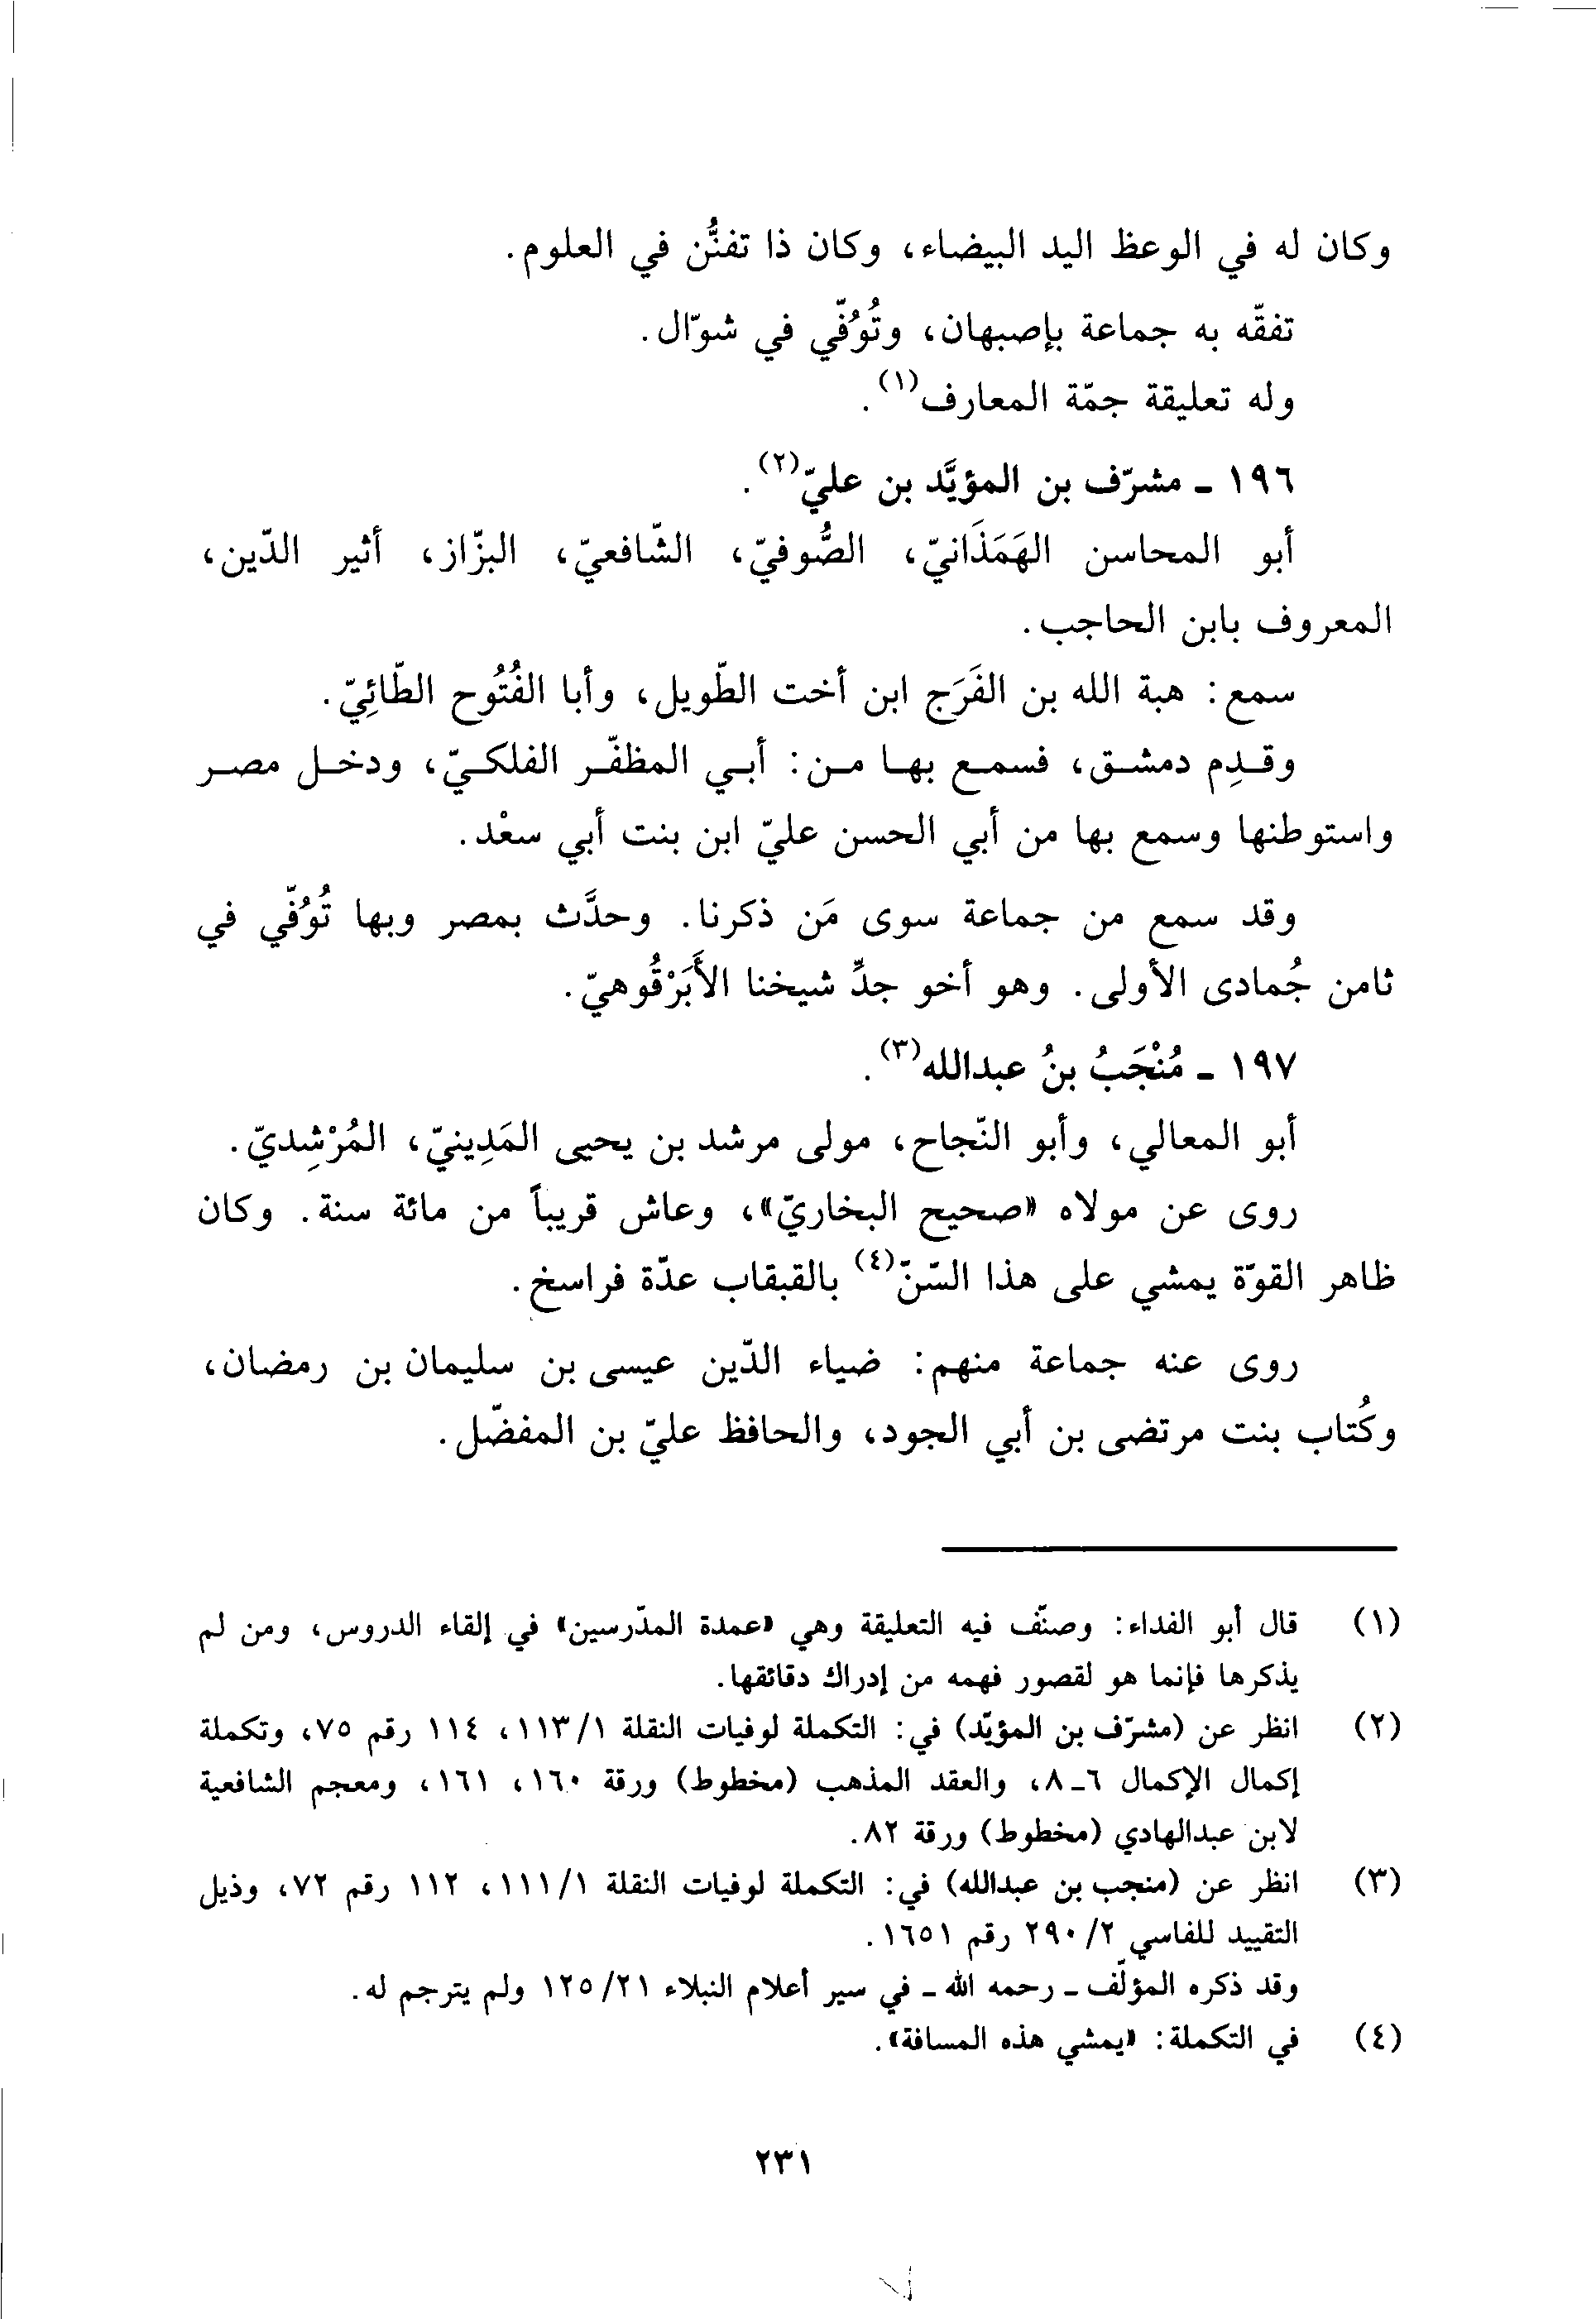 وكان له في الوعظ اليد البيضاء، وكان ذا تفنُّن في العلوم.
تفقّه به جماعة بإصبهان، وتُوُفّي في شوّال.
وله تعليقة جمّة المعارف(١).
١٩٦ ـ مشرّف بن المؤيَّد بن عليّ(٢).
أبو المحاسن الهَمَذَانيّ، الصُّوفيّ، الشّافعيّ، البزّاز، أثير الدّين،
المعروف بابن الحاجب.
سمع: هبة الله بن الفَرَج ابن أخت الطّويل، وأبا الفُتُوح الطّائِيّ.
وقدِم دمشق، فسمع بها من: أبي المظفّر الفلكيّ، ودخل مصر
واستوطنها وسمع بها من أبي الحسن عليّ ابن بنت أبي سعْد.
وقد سمع من جماعة سوى مَن ذكرنا. وحدَّث بمصر وبها تُوُفّي في
ثامن جُمادى الأولى. وهو أخو جدِّ شيخنا الأَبَرْقُوهيّ.
١٩٧ ـ مُنْجَبُ بنُ عبدالله(٣).
أبو المعالي، وأبو النّجاح، مولى مرشد بن يحيى المَدِينيّ، المُرْشِديّ.
روى عن مولاه «صحيح البخاريّ»، وعاش قريباً من مائة سنة. وكان
ظاهر القوّة يمشي على هذا السّنّ(٤) بالقبقاب عدّة فراسخ.
روى عنه جماعة منهم: ضياء الدّين عيسى بن سليمان بن رمضان،
وكُتاب بنت مرتضى بن أبي الجود، والحافظ عليّ بن المفضّل.
(١) قال أبو الفداء: وصنّف فيه التعليقة وهي «عمدة المدّرسين» في إلقاء الدروس، ومن لم
يذكرها فإنما هو لقصور فهمه من إدراك دقائقها.
(٢) انظر عن (مشرّف بن المؤيّد) في: التكملة لوفيات النقلة ١/١١٣، ١١٤ رقم ٧٥، وتكملة
إكمال الإكمال ٦ـ٨، والعقد المذهب (مخطوط) ورقة ١٦٠، ١٦١، ومعجم الشافعية
لابن عبدالهادي (مخطوط) ورقة ٨٢.
(٣) انظر عن (منجب بن عبدالله) في: التكملة لوفيات النقلة ١/١١١، ١١٢ رقم ٧٢، وذيل
التقييد للفاسي ٢/٢٩٠ رقم ١٦٥١.
وقد ذكره المؤلّف ـ رحمه الله ـ في سير أعلام النبلاء ٢١/١٢٥ ولم يترجم له.
(٤) في التكملة: «يمشي هذه المسافة».
٢٣١